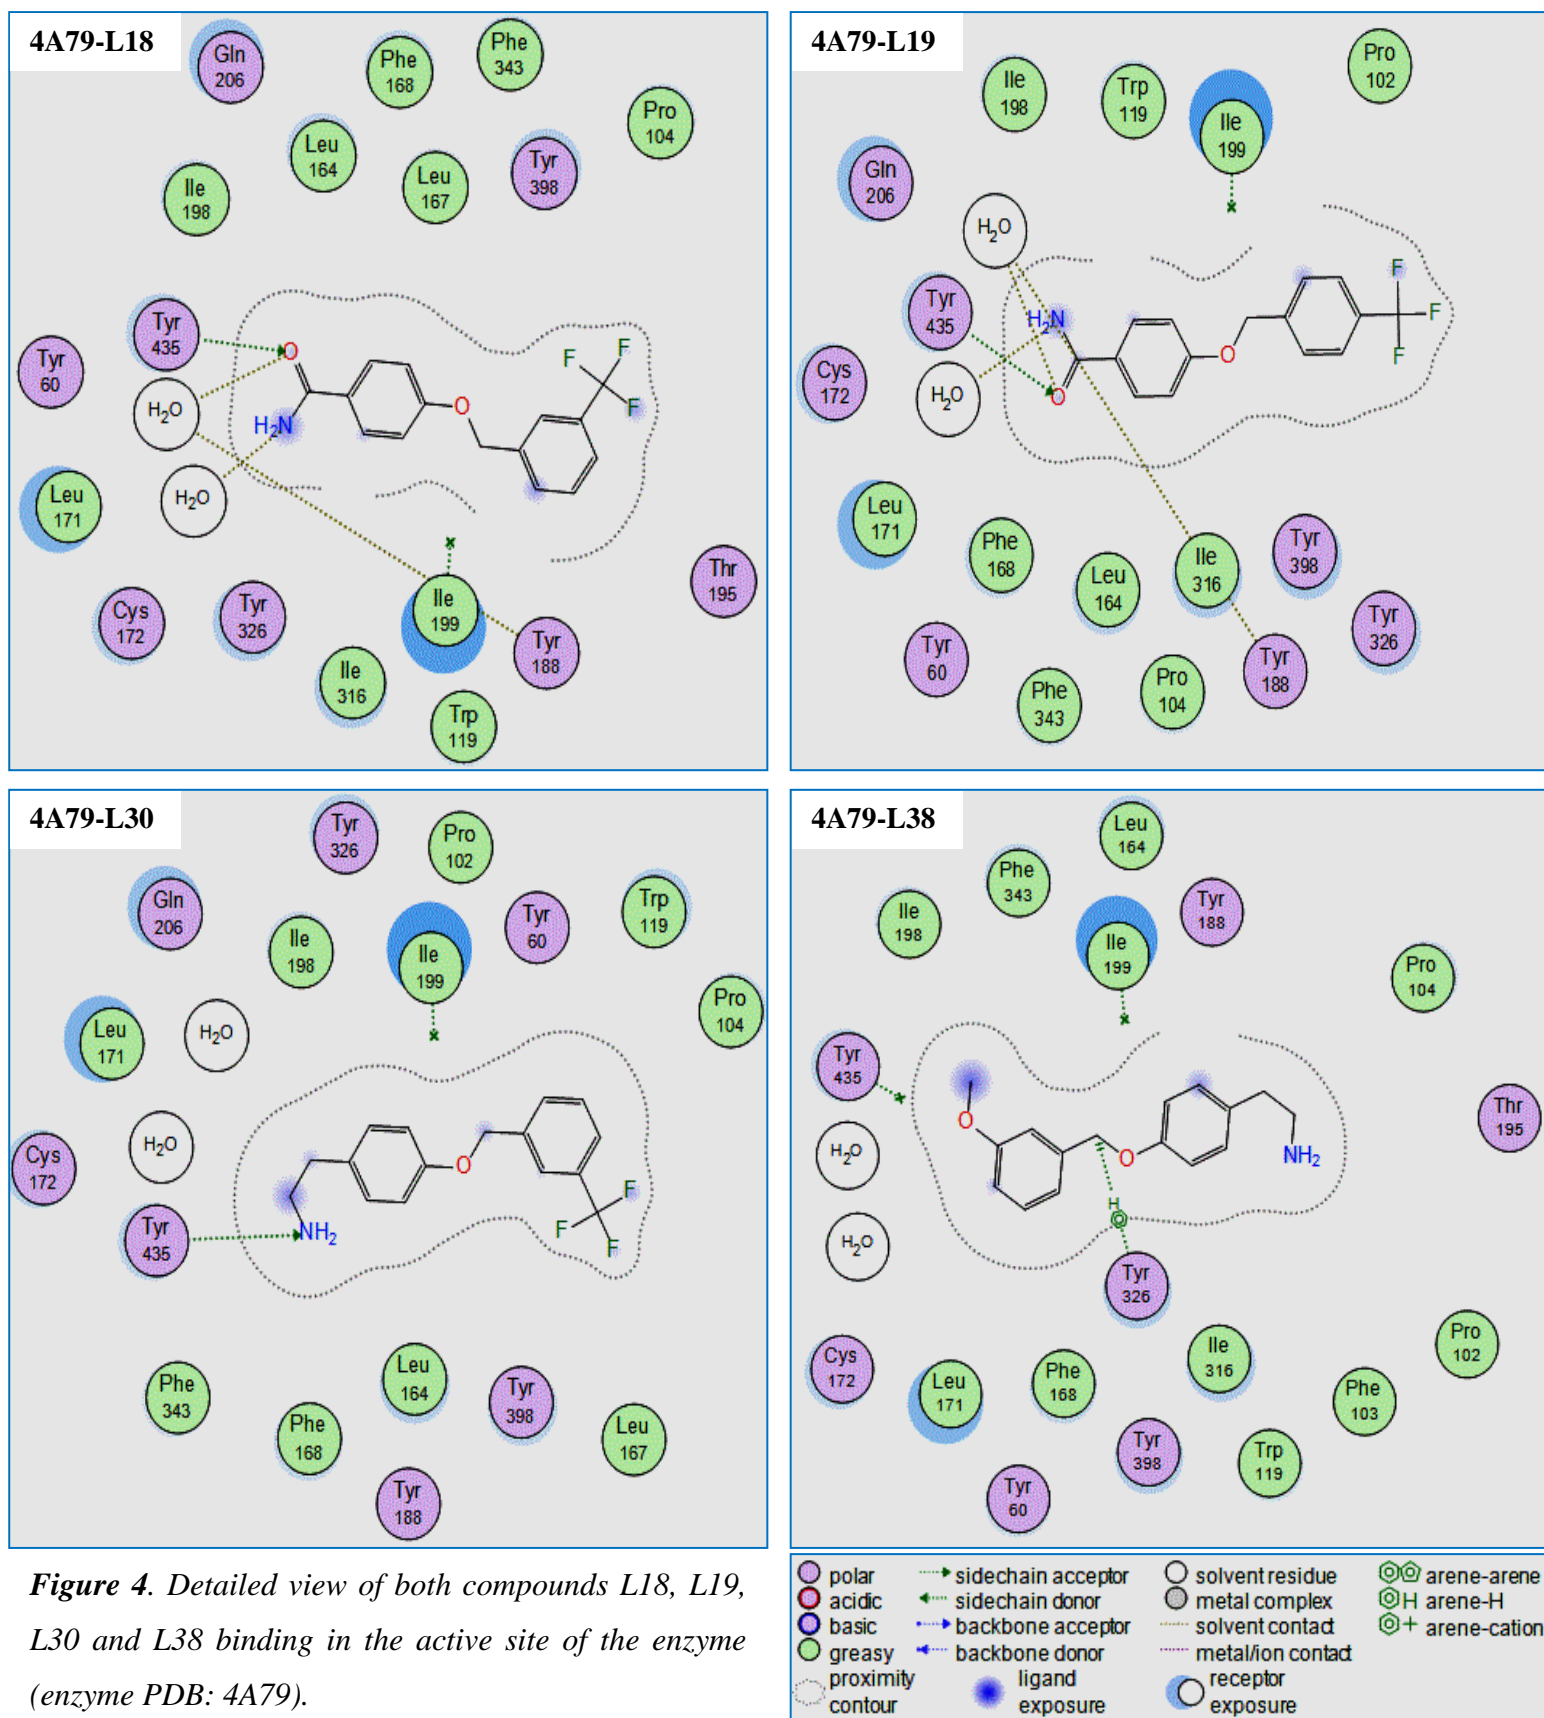 4A79-L18
Gln
206
Phe
168
Phe
343
Pro
104
Leu
164
Leu
167
Tyr
398
Ile
198
Tyr
435
Tyr
60
H2O
H2O
O
H2N
O
F
F
F
Leu
171
Cys
172
Tyr
326
Ile
316
Ile
199
Tyr
188
Trp
119
Thr
195
4A79-L19
Ile
198
Trp
119
Ile
199
Pro
102
Gln
206
H2O
Tyr
435
H2N
O
O
F
F
F
Cys
172
H2O
Leu
171
Phe
168
Leu
164
Ile
316
Tyr
398
Tyr
326
Tyr
60
Phe
343
Pro
104
Tyr
188
4A79-L30
Tyr
326
Pro
102
Gln
206
Ile
198
Ile
199
Tyr
60
Trp
119
Pro
104
Leu
171
H2O
H2O
Cys
172
Tyr
435
NH2
O
F
F
F
Phe
343
Phe
168
Leu
164
Tyr
398
Leu
167
Tyr
188
4A79-L38
Leu
164
Phe
343
Ile
198
Ile
199
Tyr
188
Pro
104
Tyr
435
H2O
H2O
O
O
NH2
H
Thr
195
Tyr
326
Cys
172
Leu
171
Phe
168
Ile
316
Pro
102
Phe
103
Tyr
398
Trp
119
Tyr
60
Figure 4. Detailed view of both compounds L18, L19,
L30 and L38 binding in the active site of the enzyme
(enzyme PDB: 4A79).
polar
acidic
basic
greasy
proximity
contour
sidechain acceptor
sidechain donor
backbone acceptor
backbone donor
ligand
exposure
solvent residue
metal complex
solvent contact
metal/ion contact
receptor
exposure
arene-arene
H arene-H
+ arene-cation